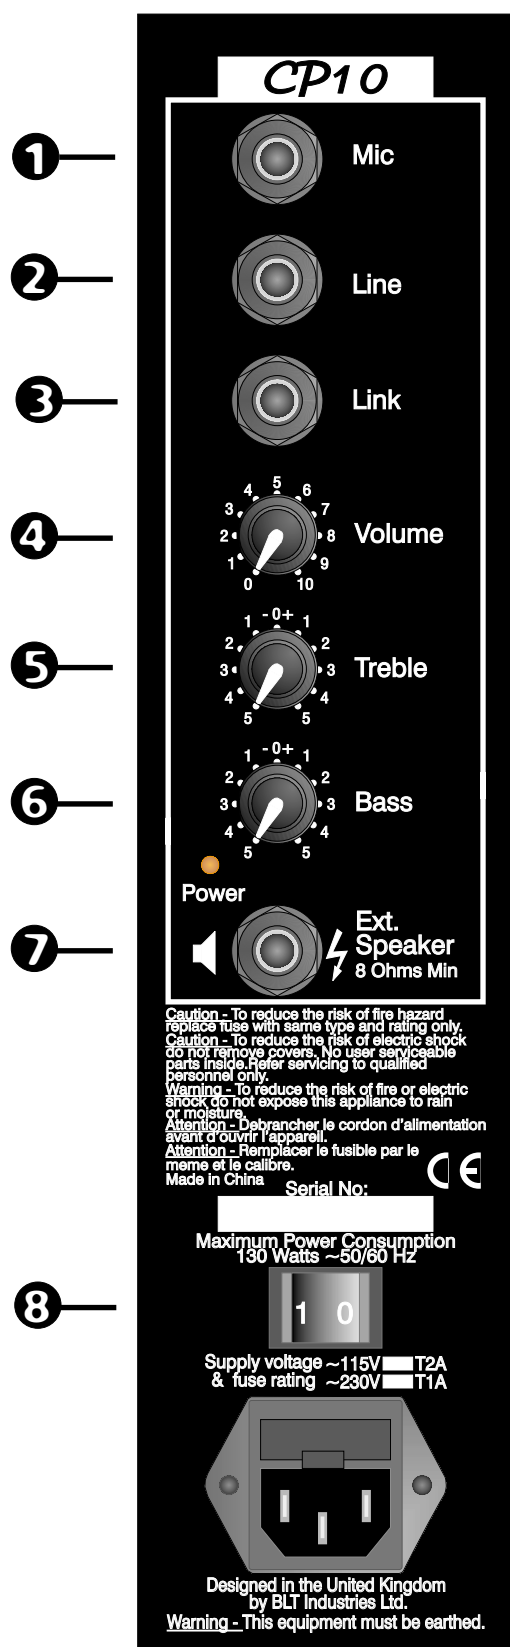 CP10
1 Mic
2 Line
3 Link
4 5 6
3 7
4 2 8 Volume
1 9
0 10
- 0 +
1 1
2 2
5 3 3 Treble
4 4
5 5
- 0 +
1 1
2 2
6 3 3 Bass
4 4
5 5
Power
Ext.
7 Speaker
8 Ohms Min
Caution - To reduce the risk of fire hazard
replace fuse with same type and rating only.
Caution - To reduce the risk of electric shock
do not remove covers. No user serviceable
parts inside.Refer servicing to qualified
personnel only.
Warning - To reduce the risk of fire or electric
shock do not expose this appliance to rain
or moisture.
Attention - Debrancher le cordon d'alimentation
avant d'ouvrir l'appareil.
Attention - Remplacer le fusible par le
meme et le calibre.
Made in China CE
Serial No:
Maximum Power Consumption
130 Watts ~50/60 Hz
8 1 0
Supply voltage ~115V T2A
& fuse rating ~230V T1A
Designed in the United Kingdom
by BLT Industries Ltd.
Warning - This equipment must be earthed.